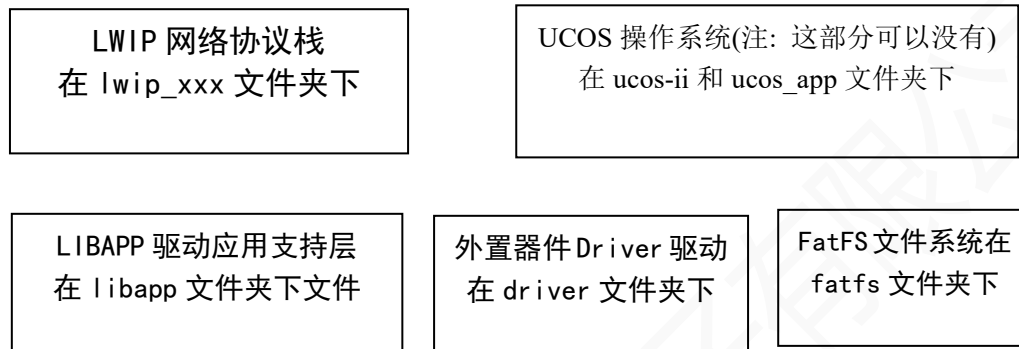 LWIP 网络协议栈
在 lwip_xxx 文件夹下
UCOS 操作系统(注: 这部分可以没有)
在 ucos-ii 和 ucos_app 文件夹下
LIBAPP 驱动应用支持层
在 libapp 文件夹下文件
外置器件Driver 驱动
在 driver 文件夹下
FatFS文件系统在
fatfs 文件夹下